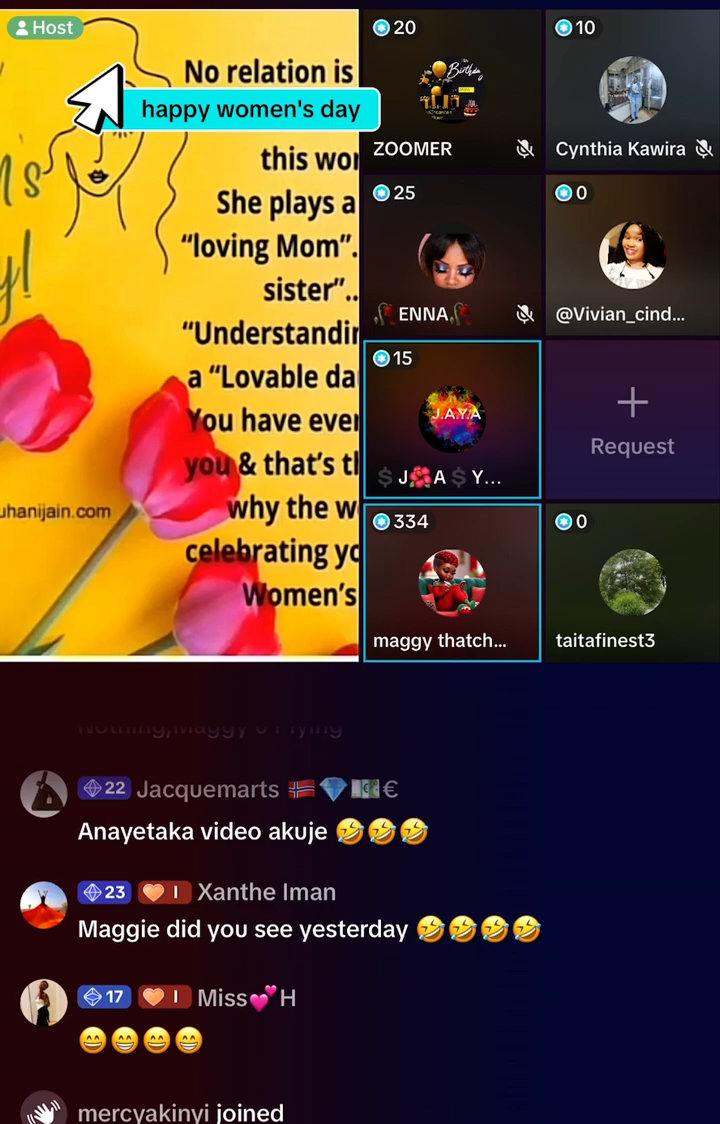 Host
No relation is
happy women's day
this wor
She plays a
“loving Mom”.
sister”..
“Understandin
a “Lovable da
You have ever
you & that’s th
why the w
celebrating yo
Women’s
's
y!
uhanijain.com
20
ZOOMER
10
Cynthia Kawira
25
🥀ENNA🥀
0
@Vivian_cind...
15
J.A.Y.A
$J🌺A$Y...
+
Request
334
maggy thatch...
0
taitafinest3
22 Jacquemarts 🇳🇴💎💶€
Anayetaka video akuje 🤣🤣🤣
23 I Xanthe Iman
Maggie did you see yesterday 🤣🤣🤣🤣
17 I Miss💕H
😁😁😁😁
mercyakinyi joined